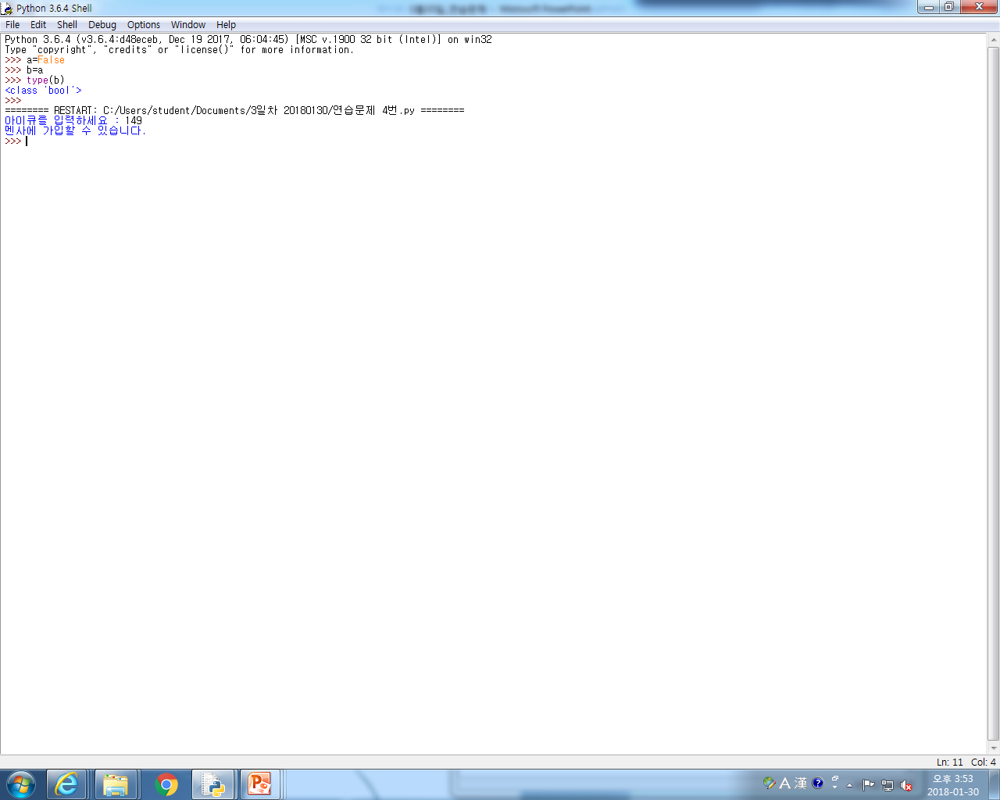 Python 3.6.4 Shell
File Edit Shell Debug Options Window Help
Python 3.6.4 (v3.6.4:d48eceb, Dec 19 2017, 06:04:45) [MSC v.1900 32 bit (Intel)] on win32
Type "copyright", "credits" or "license()" for more information.
>>> a=False
>>> b=a
>>> type(b)
<class 'bool'>
>>>
======== RESTART: C:/Users/student/Documents/3일차 20180130/연습문제 4번.py ========
아이큐를 입력하세요 : 149
멘사에 가입할 수 있습니다.
>>>
Ln: 11 Col: 4
A 漢
오후 3:53
2018-01-30